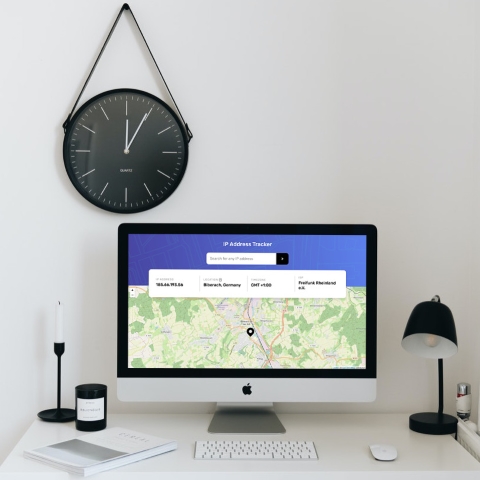 QUARTZ
IP Address Tracker
Search for any IP address
IP ADDRESS
185.66.193.56
LOCATION
Biberach, Germany
TIMEZONE
GMT +1:00
ISP
Freifunk Rheinland
e.V.